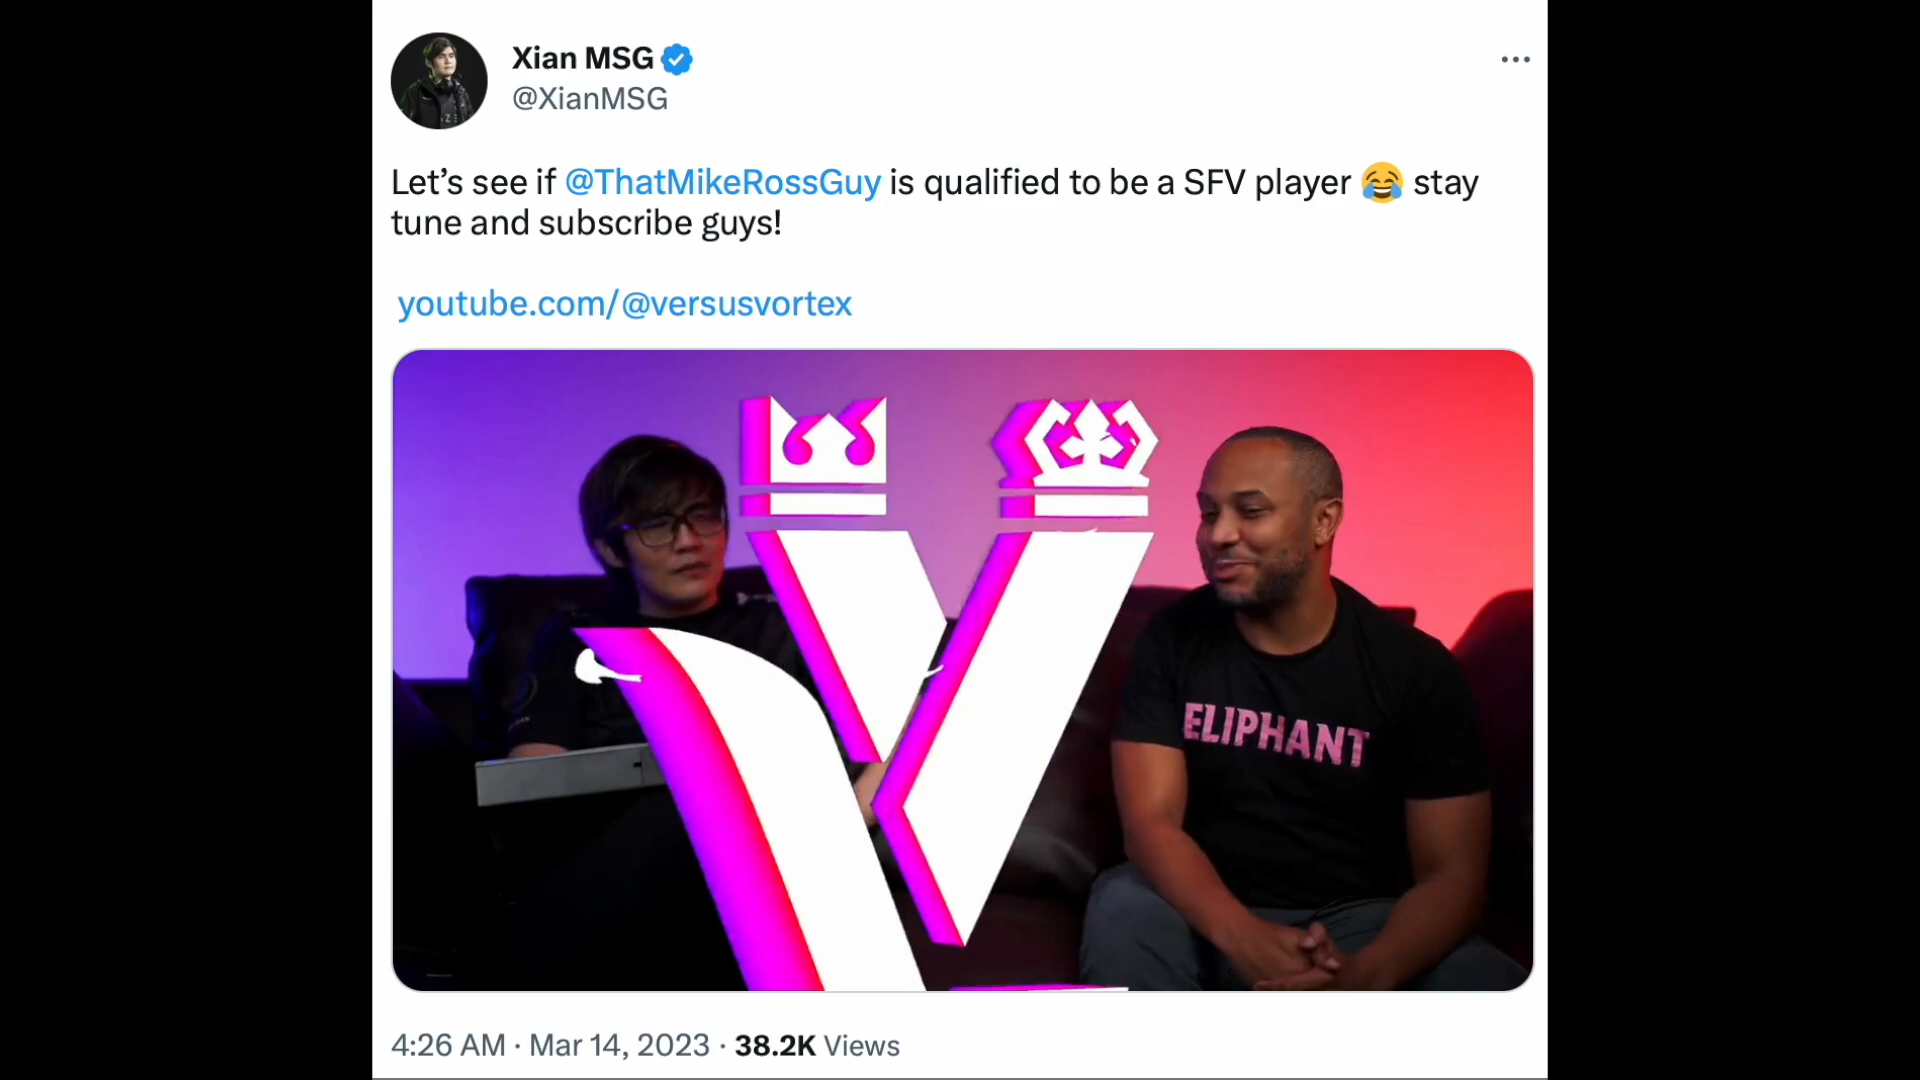 Xian MSG
@XianMSG
Let’s see if @ThatMikeRossGuy is qualified to be a SFV player 😂 stay
tune and subscribe guys!
youtube.com/@versusvortex
ELIPHANT
4:26 AM · Mar 14, 2023 · 38.2K Views